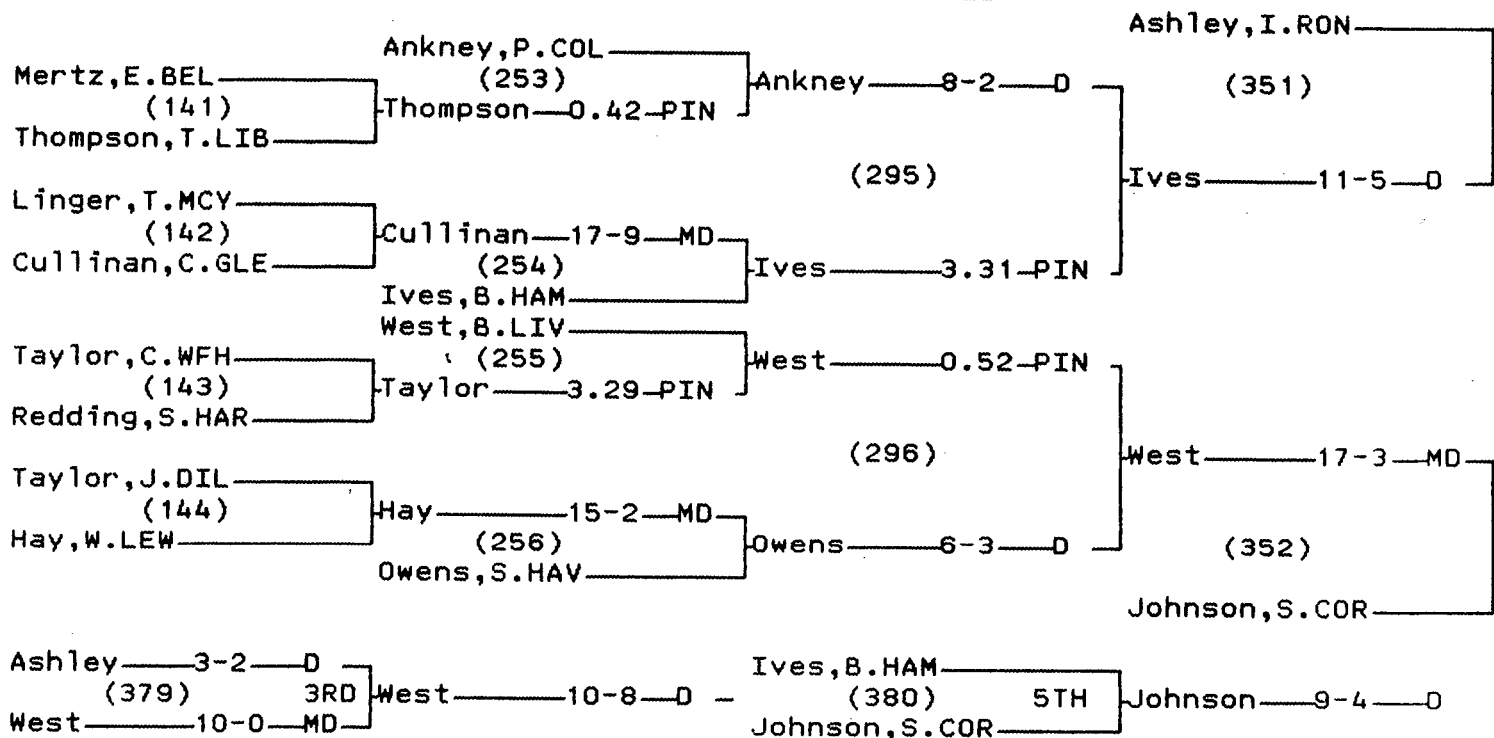 Ashley,I.RON
Ankney,P.COL
Mertz,E.BEL (253) Ankney 8-2 D (351)
(141) Thompson 0.42 PIN
Thompson,T.LIB
(295) Ives 11-5 D
Linger,T.MCY
(142) Cullinan 17-9 MD
Cullinan,C.GLE (254) Ives 3.31 PIN
Ives,B.HAM
West,B.LIV
Taylor,C.WFH (255) West 0.52 PIN
(143) Taylor 3.29 PIN
Redding,S.HAR
(296) West 17-3 MD
Taylor,J.DIL
(144) Hay 15-2 MD
Hay,W.LEW (256) Owens 6-3 D (352)
Owens,S.HAV
Johnson,S.COR
Ashley 3-2 D Ives,B.HAM
(379) 3RD West 10-8 D (380) 5TH Johnson 9-4 D
West 10-0 MD Johnson,S.COR